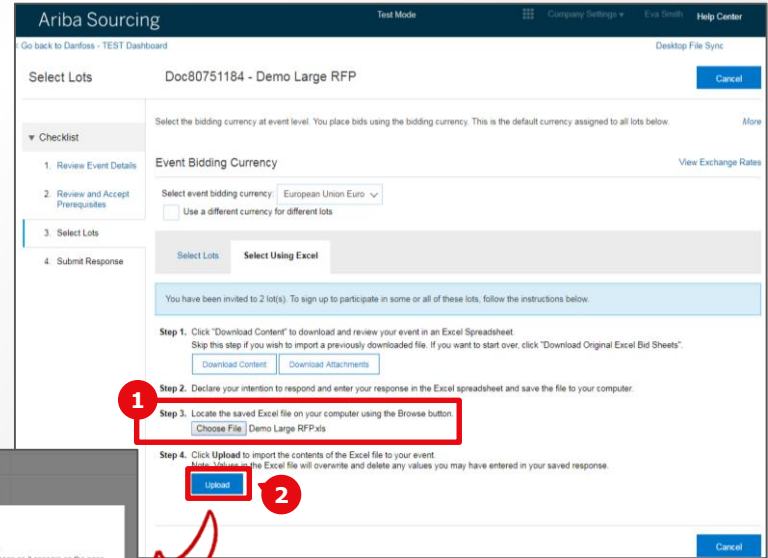 Ariba Sourcing
Test Mode
Company Settings ▾
Eva Smith
Help Center
Go back to Danfoss - TEST Dashboard
Desktop File Sync
Select Lots
Doc80751184 - Demo Large RFP
Cancel
▼ Checklist
1. Review Event Details
2. Review and Accept
Prerequisites
3. Select Lots
4. Submit Response
Select the bidding currency at event level. You place bids using the bidding currency. This is the default currency assigned to all lots below.
More
Event Bidding Currency
View Exchange Rates
Select event bidding currency: European Union Euro
Use a different currency for different lots
Select Lots
Select Using Excel
You have been invited to 2 lot(s). To sign up to participate in some or all of these lots, follow the instructions below.
Step 1. Click "Download Content" to download and review your event in an Excel Spreadsheet.
Skip this step if you wish to import a previously downloaded file. If you want to start over, click "Download Original Excel Bid Sheets".
Download Content
Download Attachments
Step 2. Declare your intention to respond and enter your response in the Excel spreadsheet and save the file to your computer.
1
Step 3. Locate the saved Excel file on your computer using the Browse button.
Choose File Demo Large RFP.xls
Step 4. Click Upload to import the contents of the Excel file to your event.
Note: Values in the Excel file will overwrite and delete any values you may have entered in your saved response.
Upload
2
Cancel